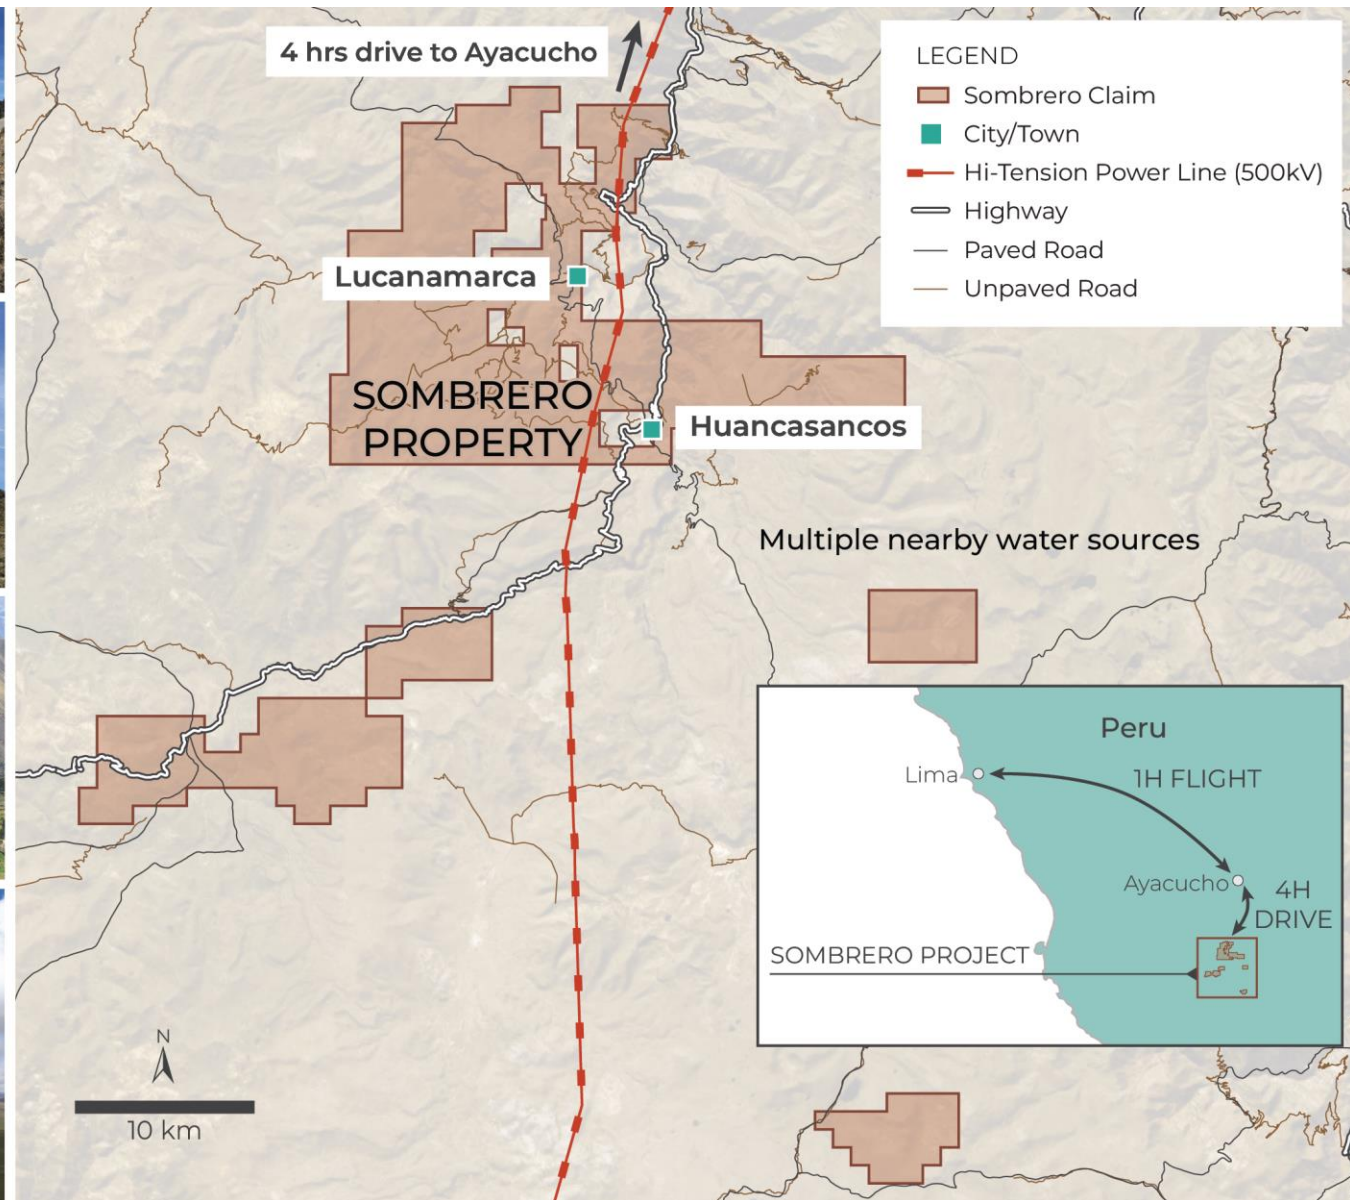 4 hrs drive to Ayacucho
LEGEND
Sombrero Claim
City/Town
Hi-Tension Power Line (500kV)
Highway
Paved Road
Unpaved Road
Lucanamarca
SOMBRERO
PROPERTY
Huancasancos
Multiple nearby water sources
Peru
Lima
1H FLIGHT
Ayacucho
4H
DRIVE
SOMBRERO PROJECT
N
10 km